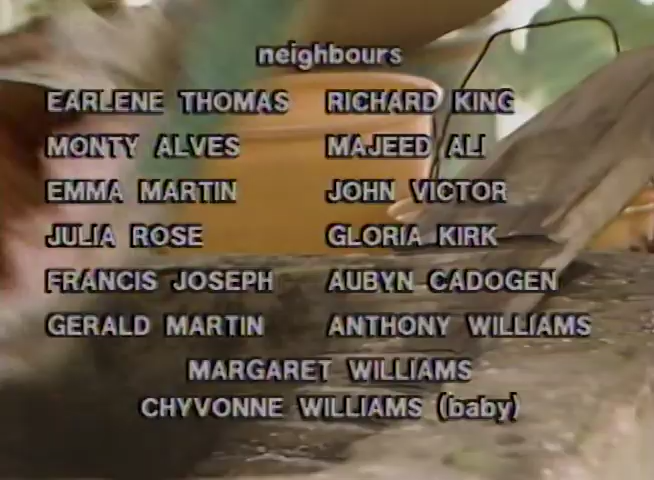 neighbours
EARLENE THOMAS RICHARD KING
MONTY ALVES MAJEED ALI
EMMA MARTIN JOHN VICTOR
JULIA ROSE GLORIA KIRK
FRANCIS JOSEPH AUBYN CADOGEN
GERALD MARTIN ANTHONY WILLIAMS
MARGARET WILLIAMS
CHYVONNE WILLIAMS (baby)